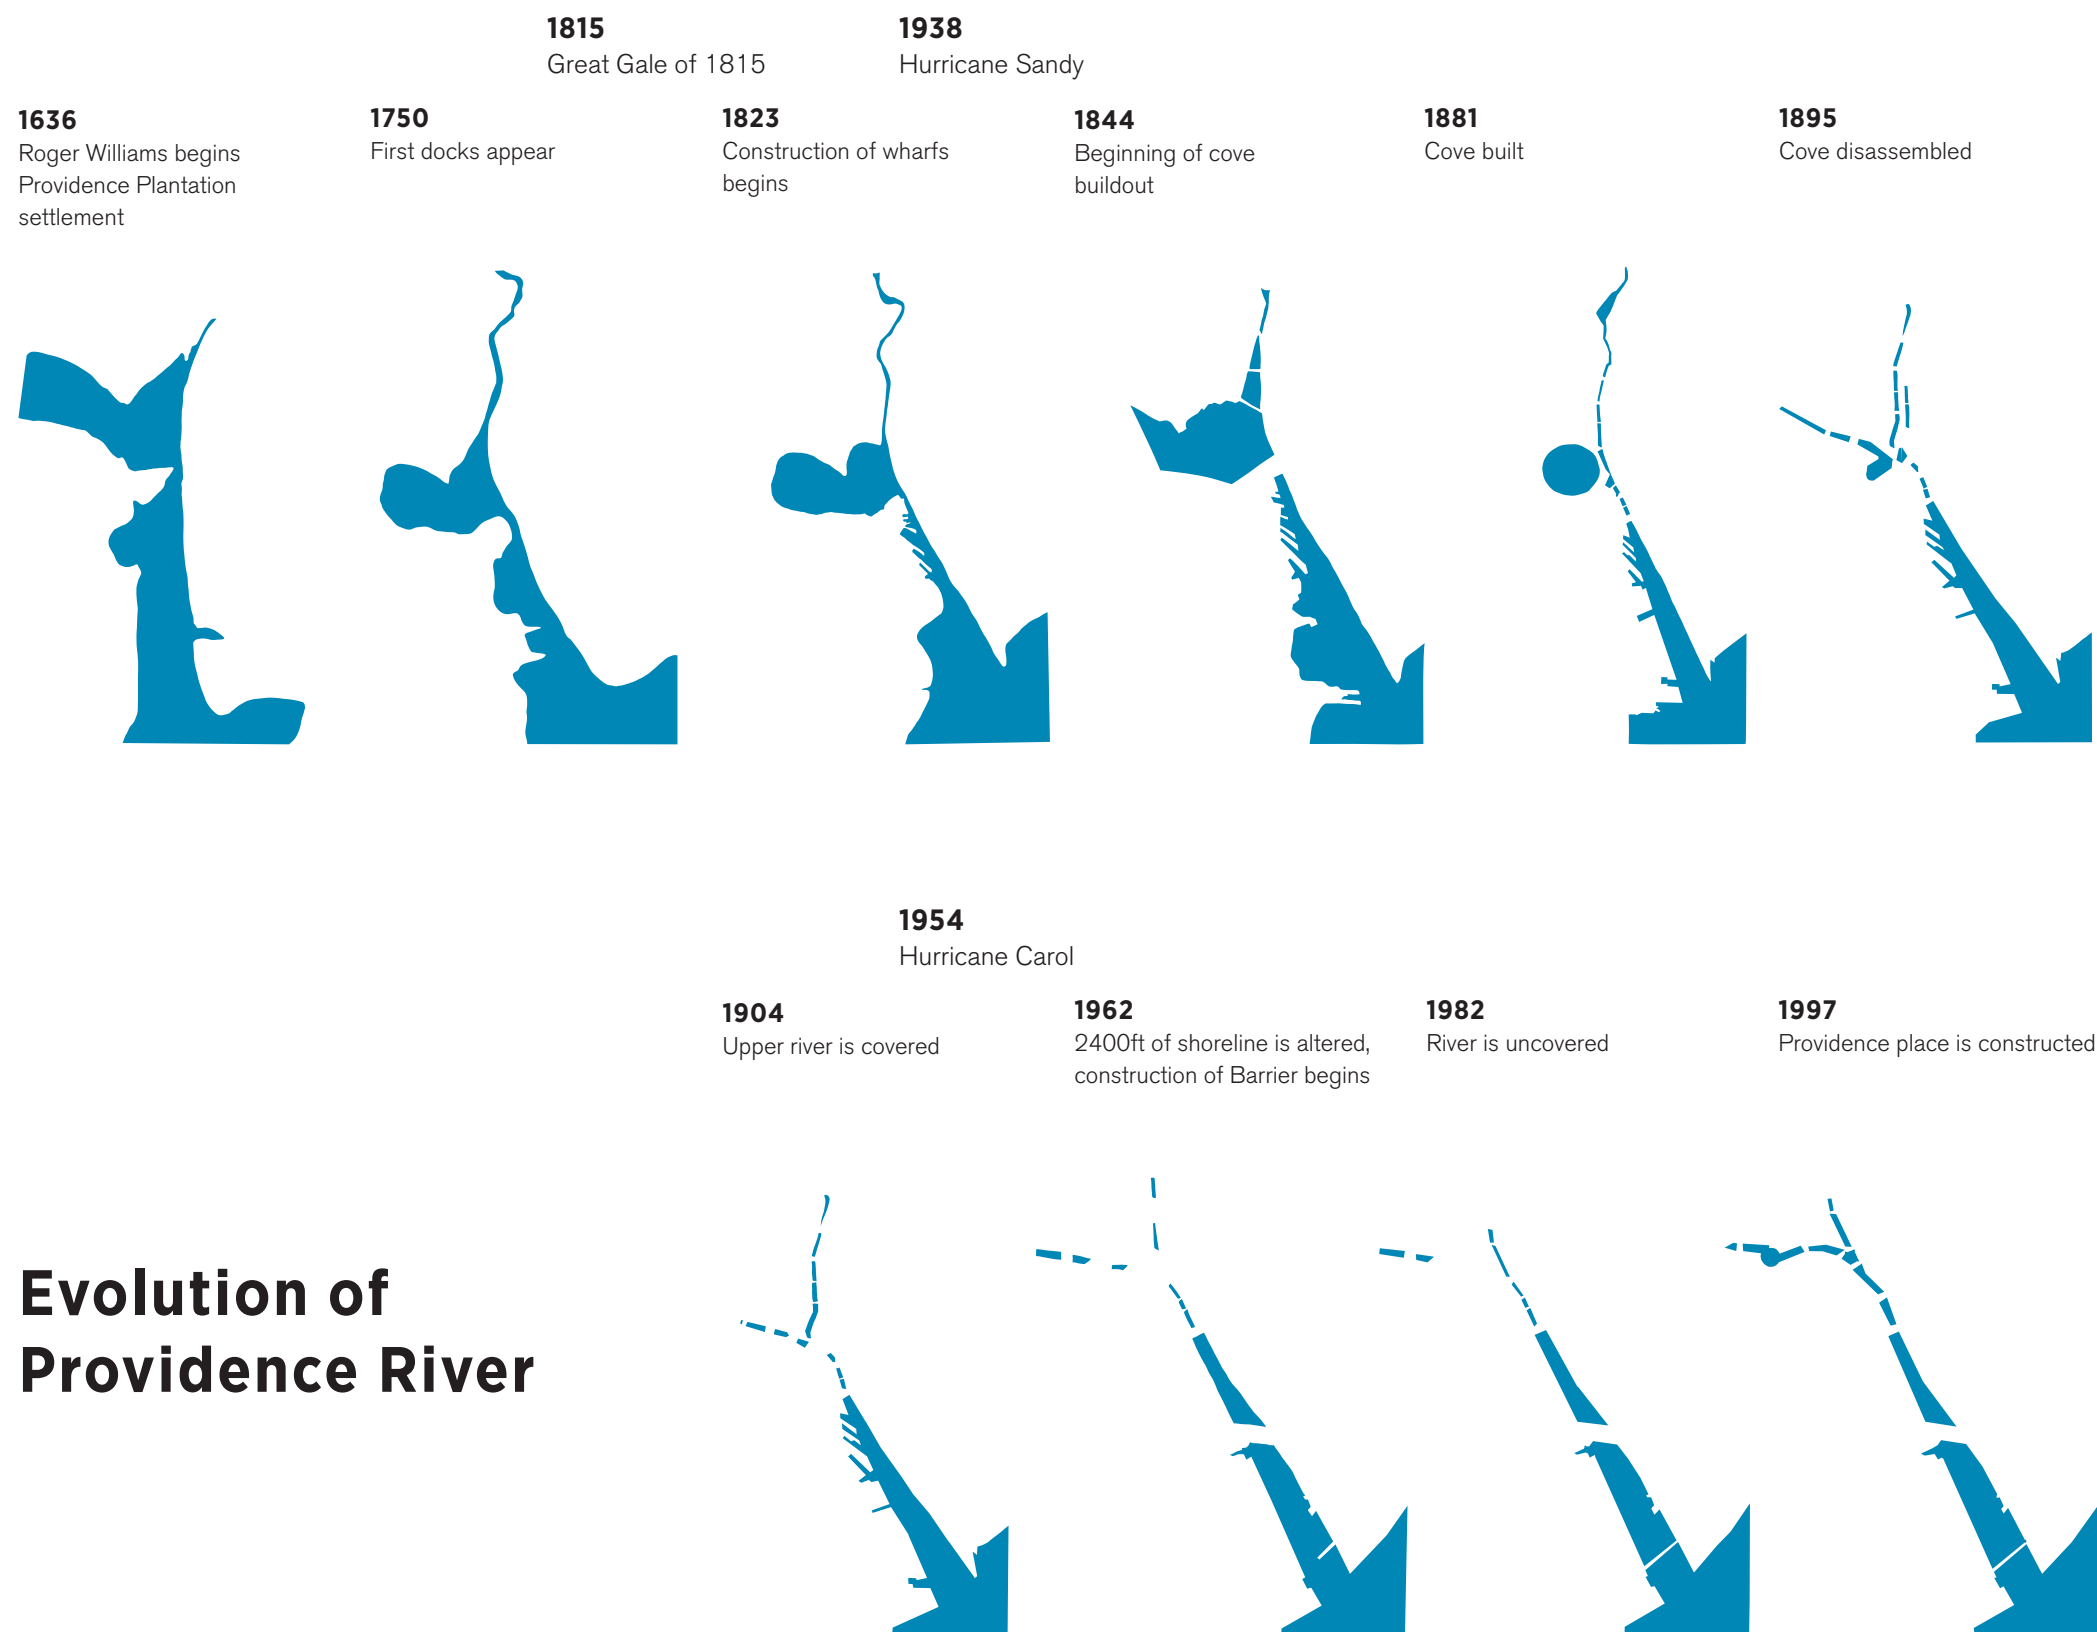 1815
Great Gale of 1815
1938
Hurricane Sandy
1636
Roger Williams begins
Providence Plantation
settlement
1750
First docks appear
1823
Construction of wharfs
begins
1844
Beginning of cove
buildout
1881
Cove built
1895
Cove disassembled
1954
Hurricane Carol
1904
Upper river is covered
1962
2400ft of shoreline is altered,
construction of Barrier begins
1982
River is uncovered
1997
Providence place is constructed
Evolution of
Providence River